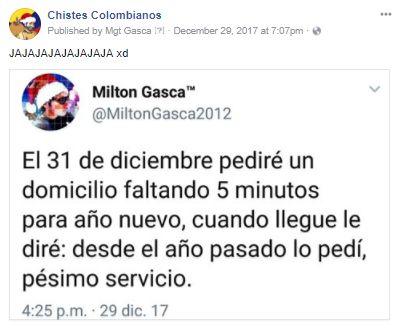 Chistes Colombianos
Published by Mgt Gasca [?] · December 29, 2017 at 7:07pm ·
JAJAJAJAJAJAJAJA xd
Milton Gasca™
@MiltonGasca2012
El 31 de diciembre pediré un
domicilio faltando 5 minutos
para año nuevo, cuando llegue le
diré: desde el año pasado lo pedí,
pésimo servicio.
4:25 p.m. · 29 dic. 17